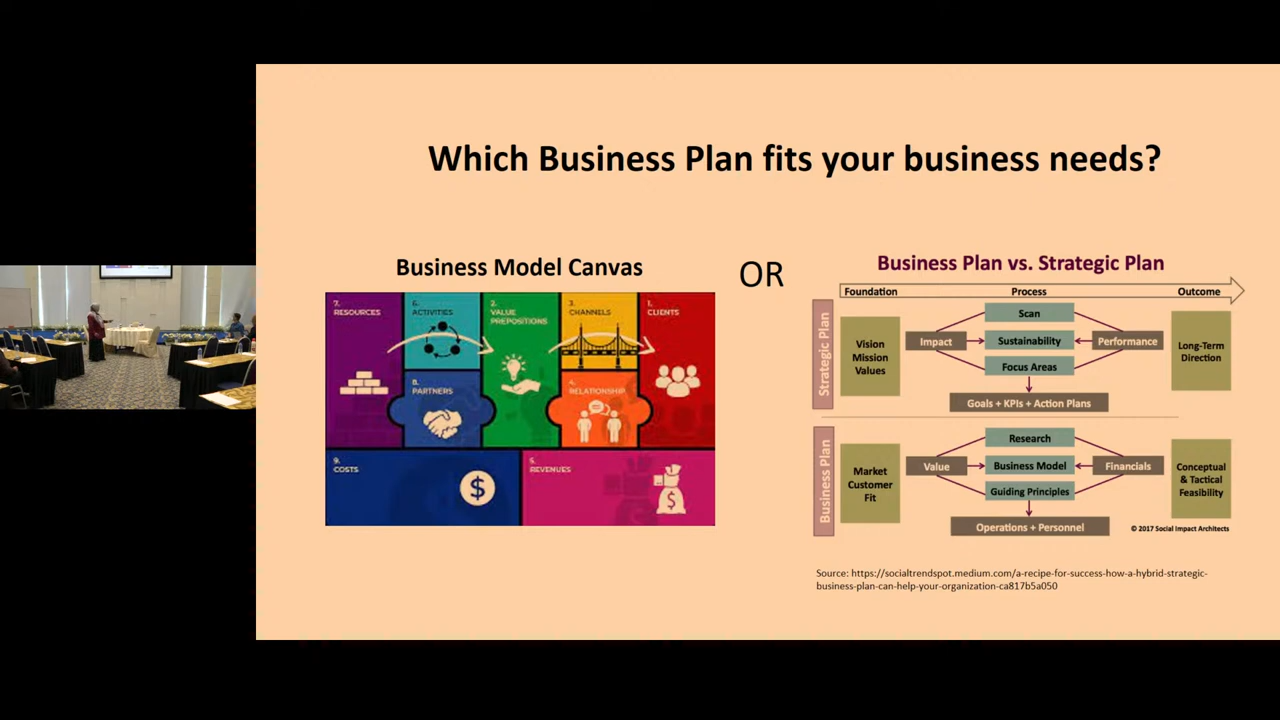 Which Business Plan fits your business needs?
Business Model Canvas
OR
7.
RESOURCES
6.
ACTIVITIES
2.
VALUE
PREPOSITIONS
3.
CHANNELS
1.
CLIENTS
8.
PARTNERS
4.
RELATIONSHIP
9.
COSTS
$
5.
REVENUES
$
Business Plan vs. Strategic Plan
Foundation
Process
Outcome
Strategic Plan
Vision
Mission
Values
Impact
Scan
Sustainability
Focus Areas
Performance
Goals + KPIs + Action Plans
Long-Term
Direction
Business Plan
Market
Customer
Fit
Value
Research
Business Model
Guiding Principles
Financials
Operations + Personnel
Conceptual
& Tactical
Feasibility
© 2017 Social Impact Architects
Source: https://socialtrendspot.medium.com/a-recipe-for-success-how-a-hybrid-strategic-
business-plan-can-help-your-organization-ca817b5a050